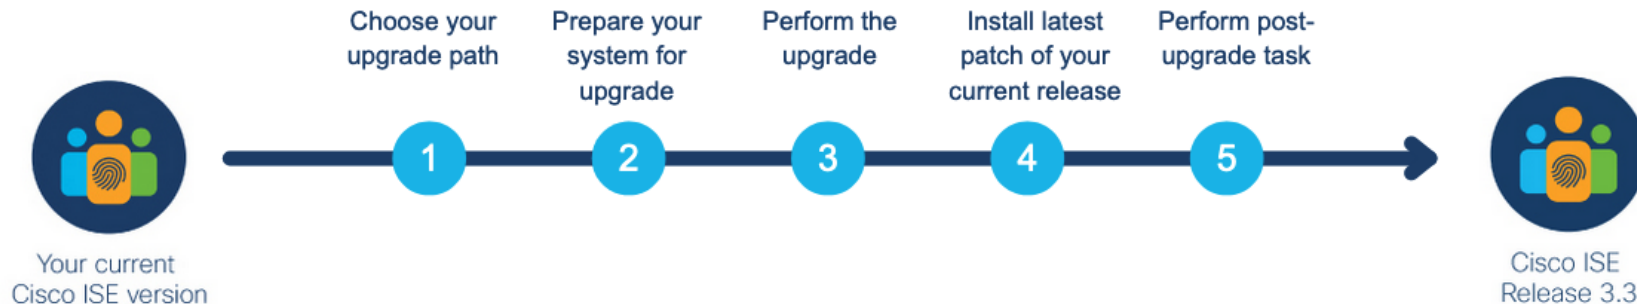 Choose your
upgrade path
Prepare your
system for
upgrade
Perform the
upgrade
Install latest
patch of your
current release
Perform post-
upgrade task
1
2
3
4
5
Your current
Cisco ISE version
Cisco ISE
Release 3.3